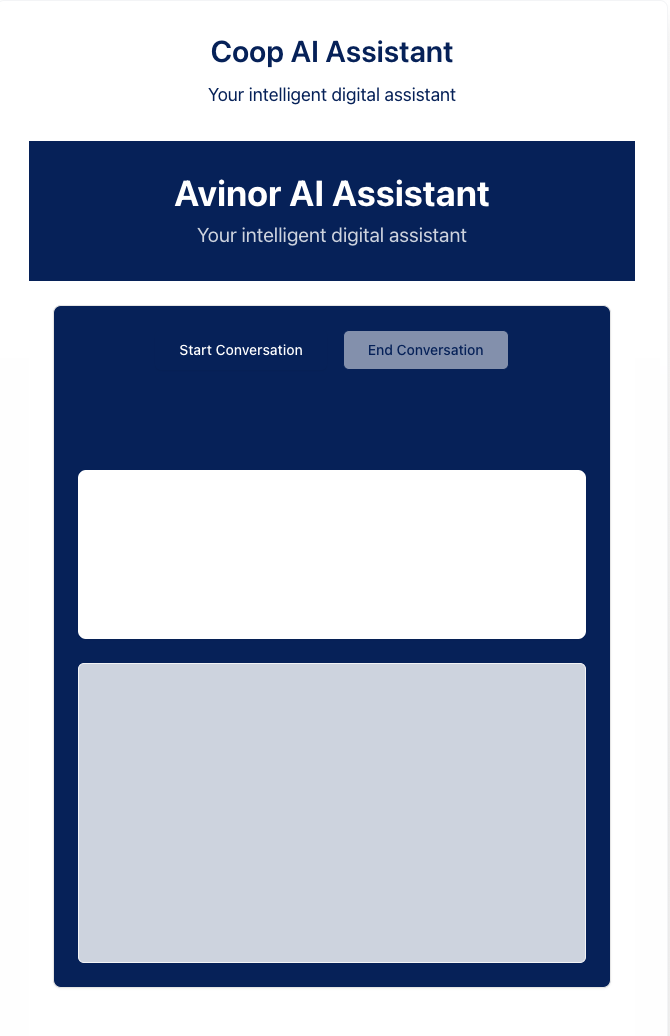 Coop AI Assistant
Your intelligent digital assistant
Avinor AI Assistant
Your intelligent digital assistant
Start Conversation
End Conversation